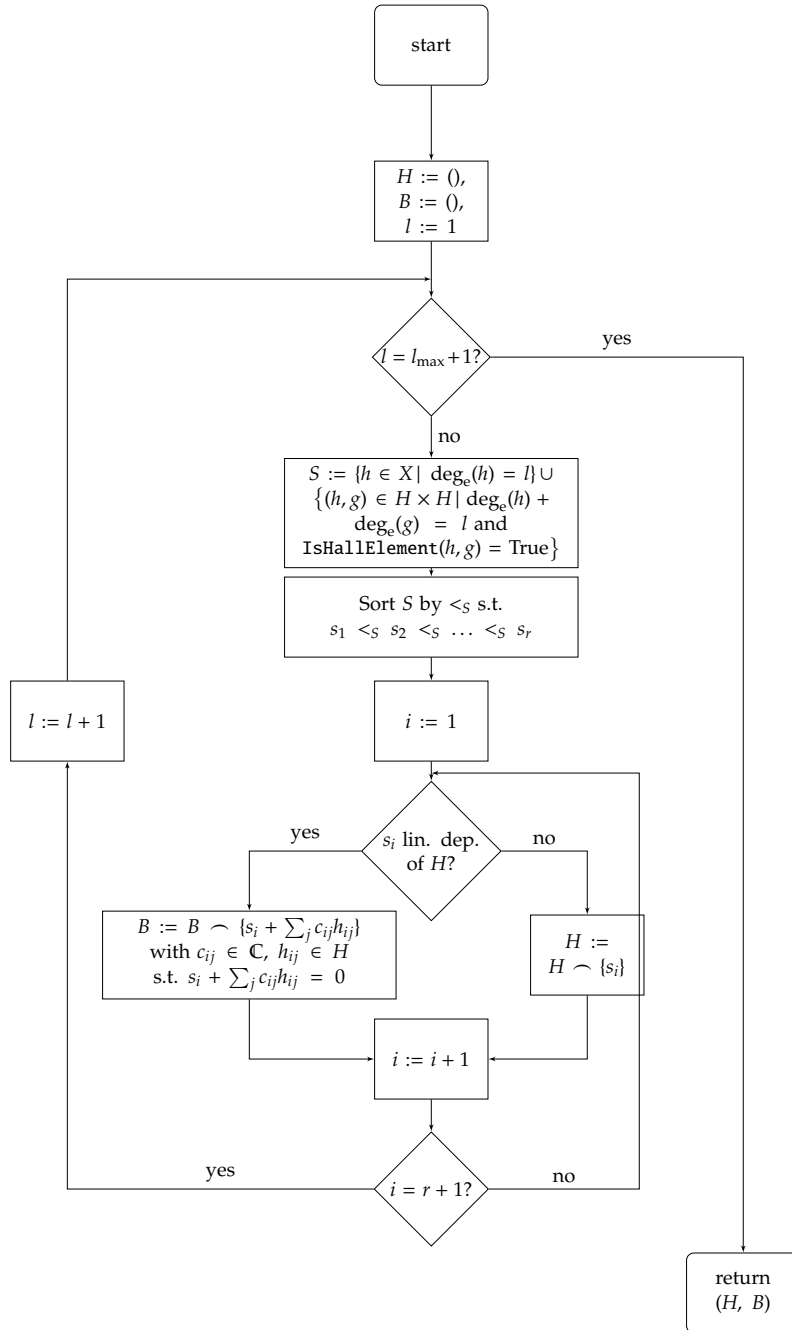 start
H := (),
B := (),
l := 1
l = l_max + 1?
yes
no
S := {h ∈ X | deg_e(h) = l} ∪
{(h, g) ∈ H × H | deg_e(h) +
deg_e(g) = l and
IsHallElement(h, g) = True}
Sort S by <_S s.t.
s_1 <_S s_2 <_S … <_S s_r
l := l + 1
i := 1
s_i lin. dep.
of H?
yes
no
B := B ⌢ {s_i + ∑_j c_ij h_ij}
with c_ij ∈ ℂ, h_ij ∈ H
s.t. s_i + ∑_j c_ij h_ij = 0
H :=
H ⌢ {s_i}
i := i + 1
yes
i = r + 1?
no
return
(H, B)